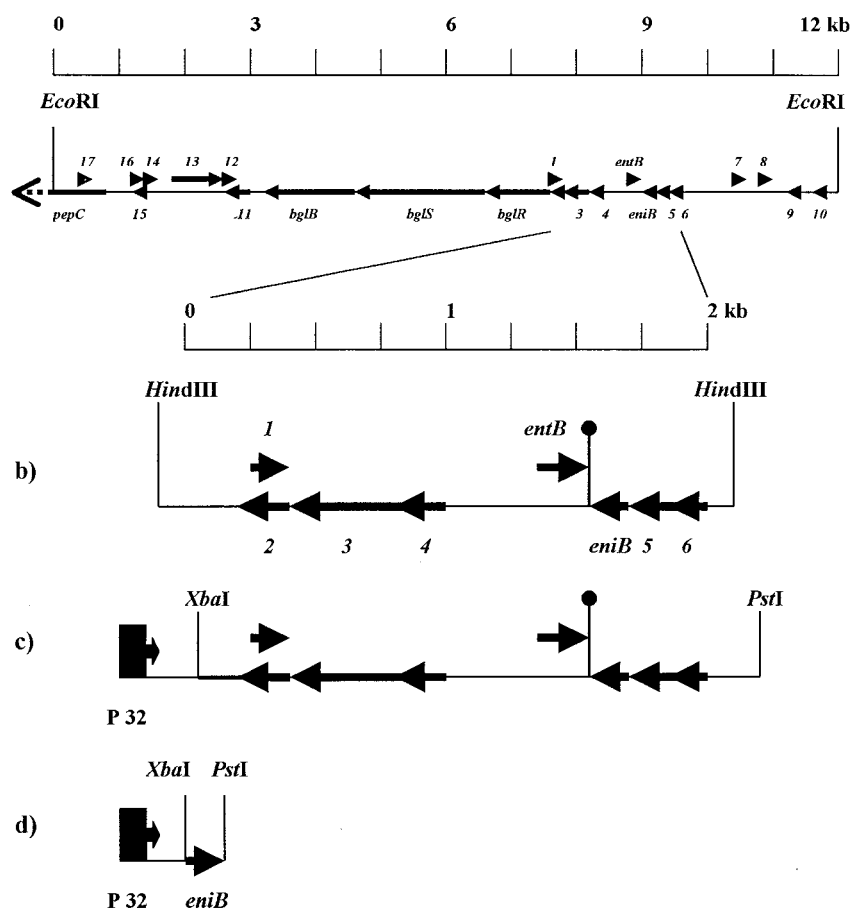 0 3 6 9 12 kb
EcoRI EcoRI
17 16 14 13 12 1 entB 7 8
pepC 15 .11 bglB bglS bglR 3 4 eniB 5 6 9 10
0 1 2 kb
HindIII HindIII
1 entB
b)
2 3 4 eniB 5 6
XbaI PstI
c)
P 32
XbaI PstI
d)
P 32 eniB